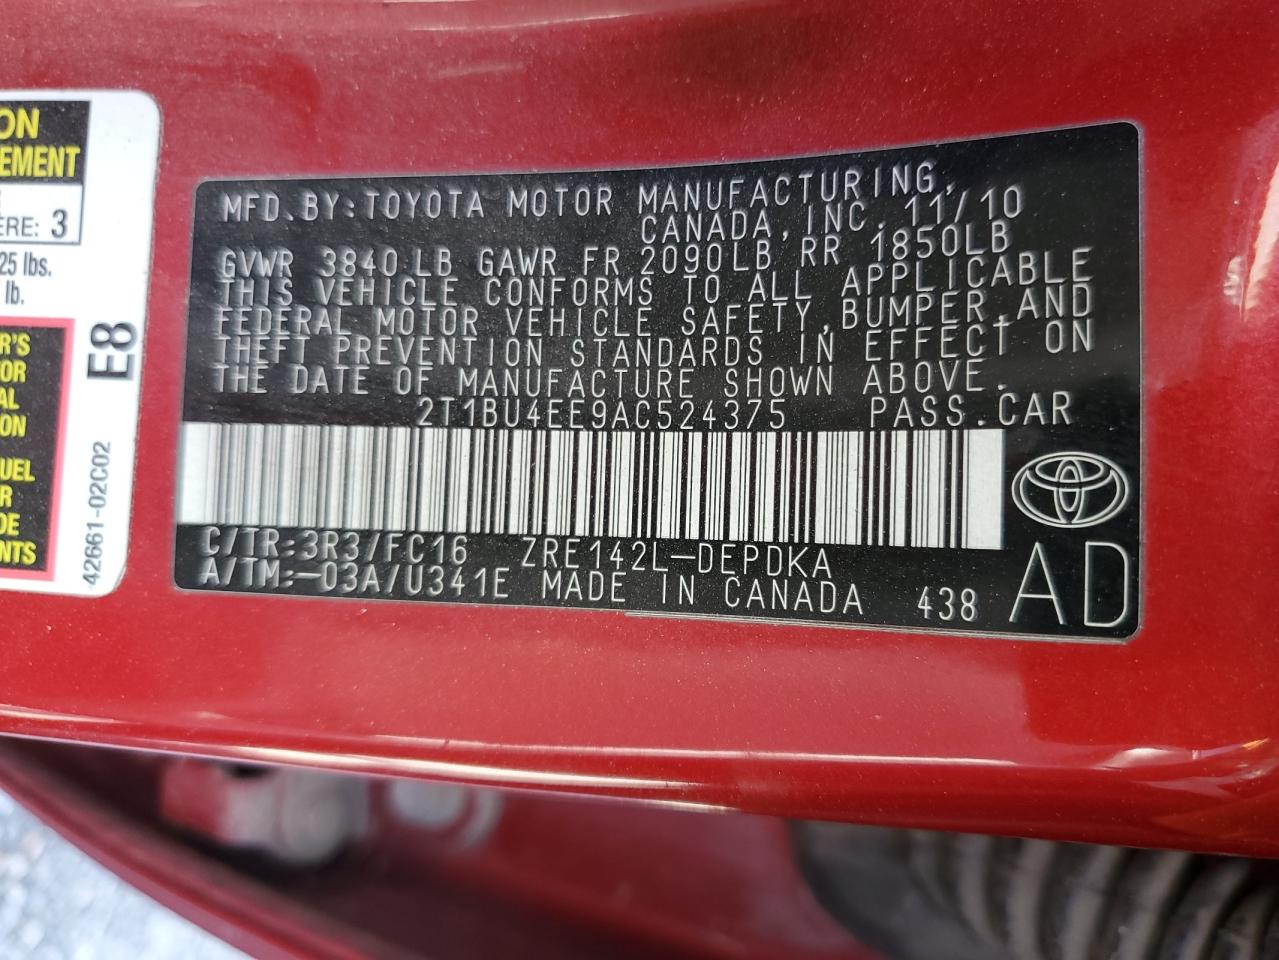 ON
EMENT
ERE: 3
25 lbs.
lb.
R'S
OR
AL
ON
UEL
R
DE
NTS
E8
42661-02C02
MFD.BY:TOYOTA MOTOR MANUFACTURING,
CANADA,INC.11/10
GVWR 3840LB GAWR FR 2090LB RR 1850LB
THIS VEHICLE CONFORMS TO ALL APPLICABLE
FEDERAL MOTOR VEHICLE SAFETY,BUMPER,AND
THEFT PREVENTION STANDARDS IN EFFECT ON
THE DATE OF MANUFACTURE SHOWN ABOVE.
2T1BU4EE9AC524375 PASS.CAR
C/TR:3R3/FC16 ZRE142L-DEPDKA
A/TM:-03A/U341E MADE IN CANADA 438
AD